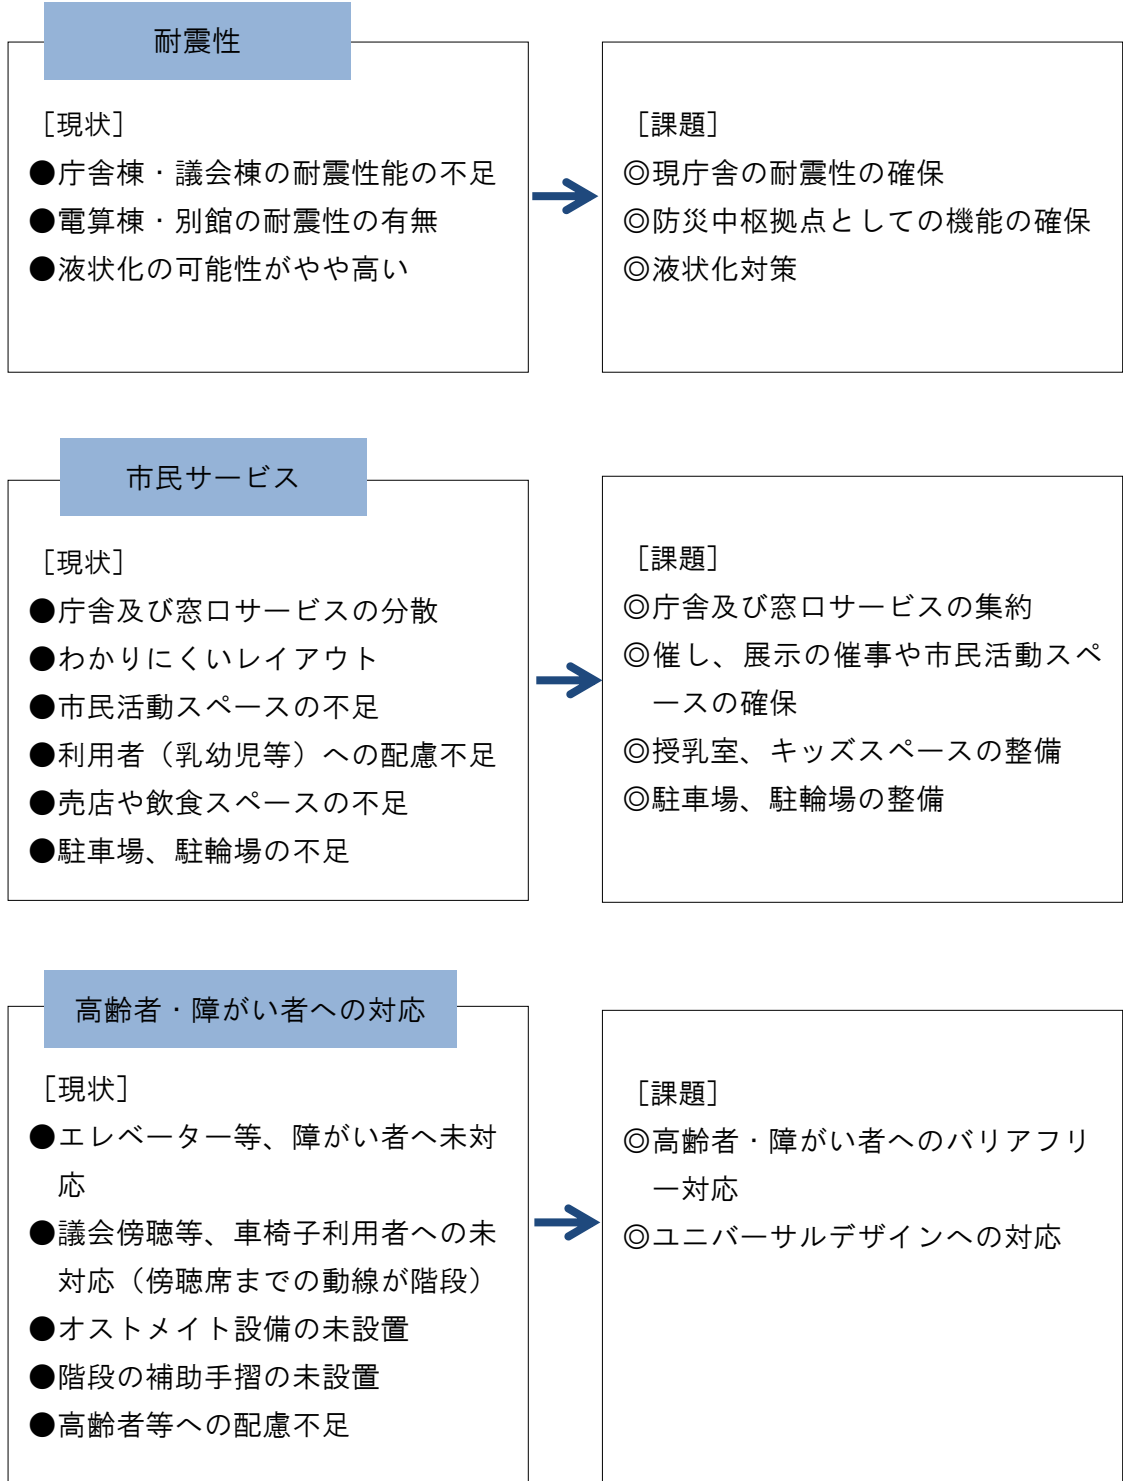 耐震性
［現状］
●庁舎棟・議会棟の耐震性能の不足
●電算棟・別館の耐震性の有無
●液状化の可能性がやや高い
［課題］
◎現庁舎の耐震性の確保
◎防災中枢拠点としての機能の確保
◎液状化対策
市民サービス
［現状］
●庁舎及び窓口サービスの分散
●わかりにくいレイアウト
●市民活動スペースの不足
●利用者（乳幼児等）への配慮不足
●売店や飲食スペースの不足
●駐車場、駐輪場の不足
［課題］
◎庁舎及び窓口サービスの集約
◎催し、展示の催事や市民活動スペ
ースの確保
◎授乳室、キッズスペースの整備
◎駐車場、駐輪場の整備
高齢者・障がい者への対応
［現状］
●エレベーター等、障がい者へ未対
応
●議会傍聴等、車椅子利用者への未
対応（傍聴席までの動線が階段）
●オストメイト設備の未設置
●階段の補助手摺の未設置
●高齢者等への配慮不足
［課題］
◎高齢者・障がい者へのバリアフリ
ー対応
◎ユニバーサルデザインへの対応